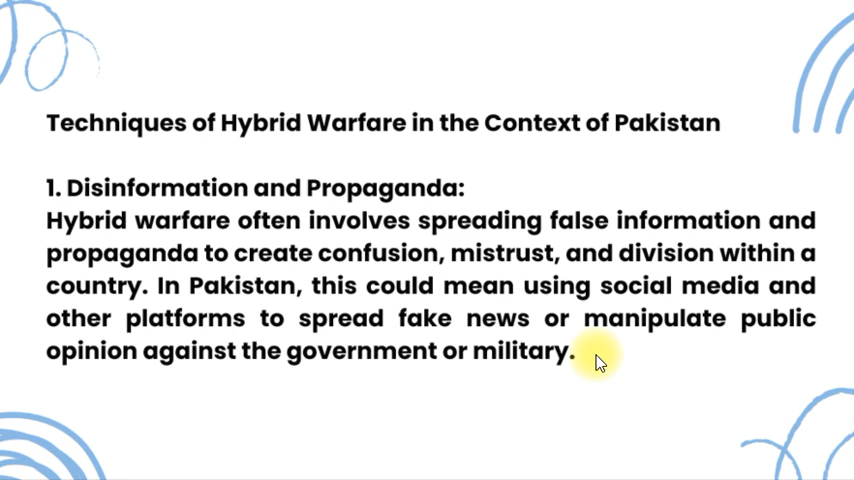 Techniques of Hybrid Warfare in the Context of Pakistan
1. Disinformation and Propaganda:
Hybrid warfare often involves spreading false information and
propaganda to create confusion, mistrust, and division within a
country. In Pakistan, this could mean using social media and
other platforms to spread fake news or manipulate public
opinion against the government or military.